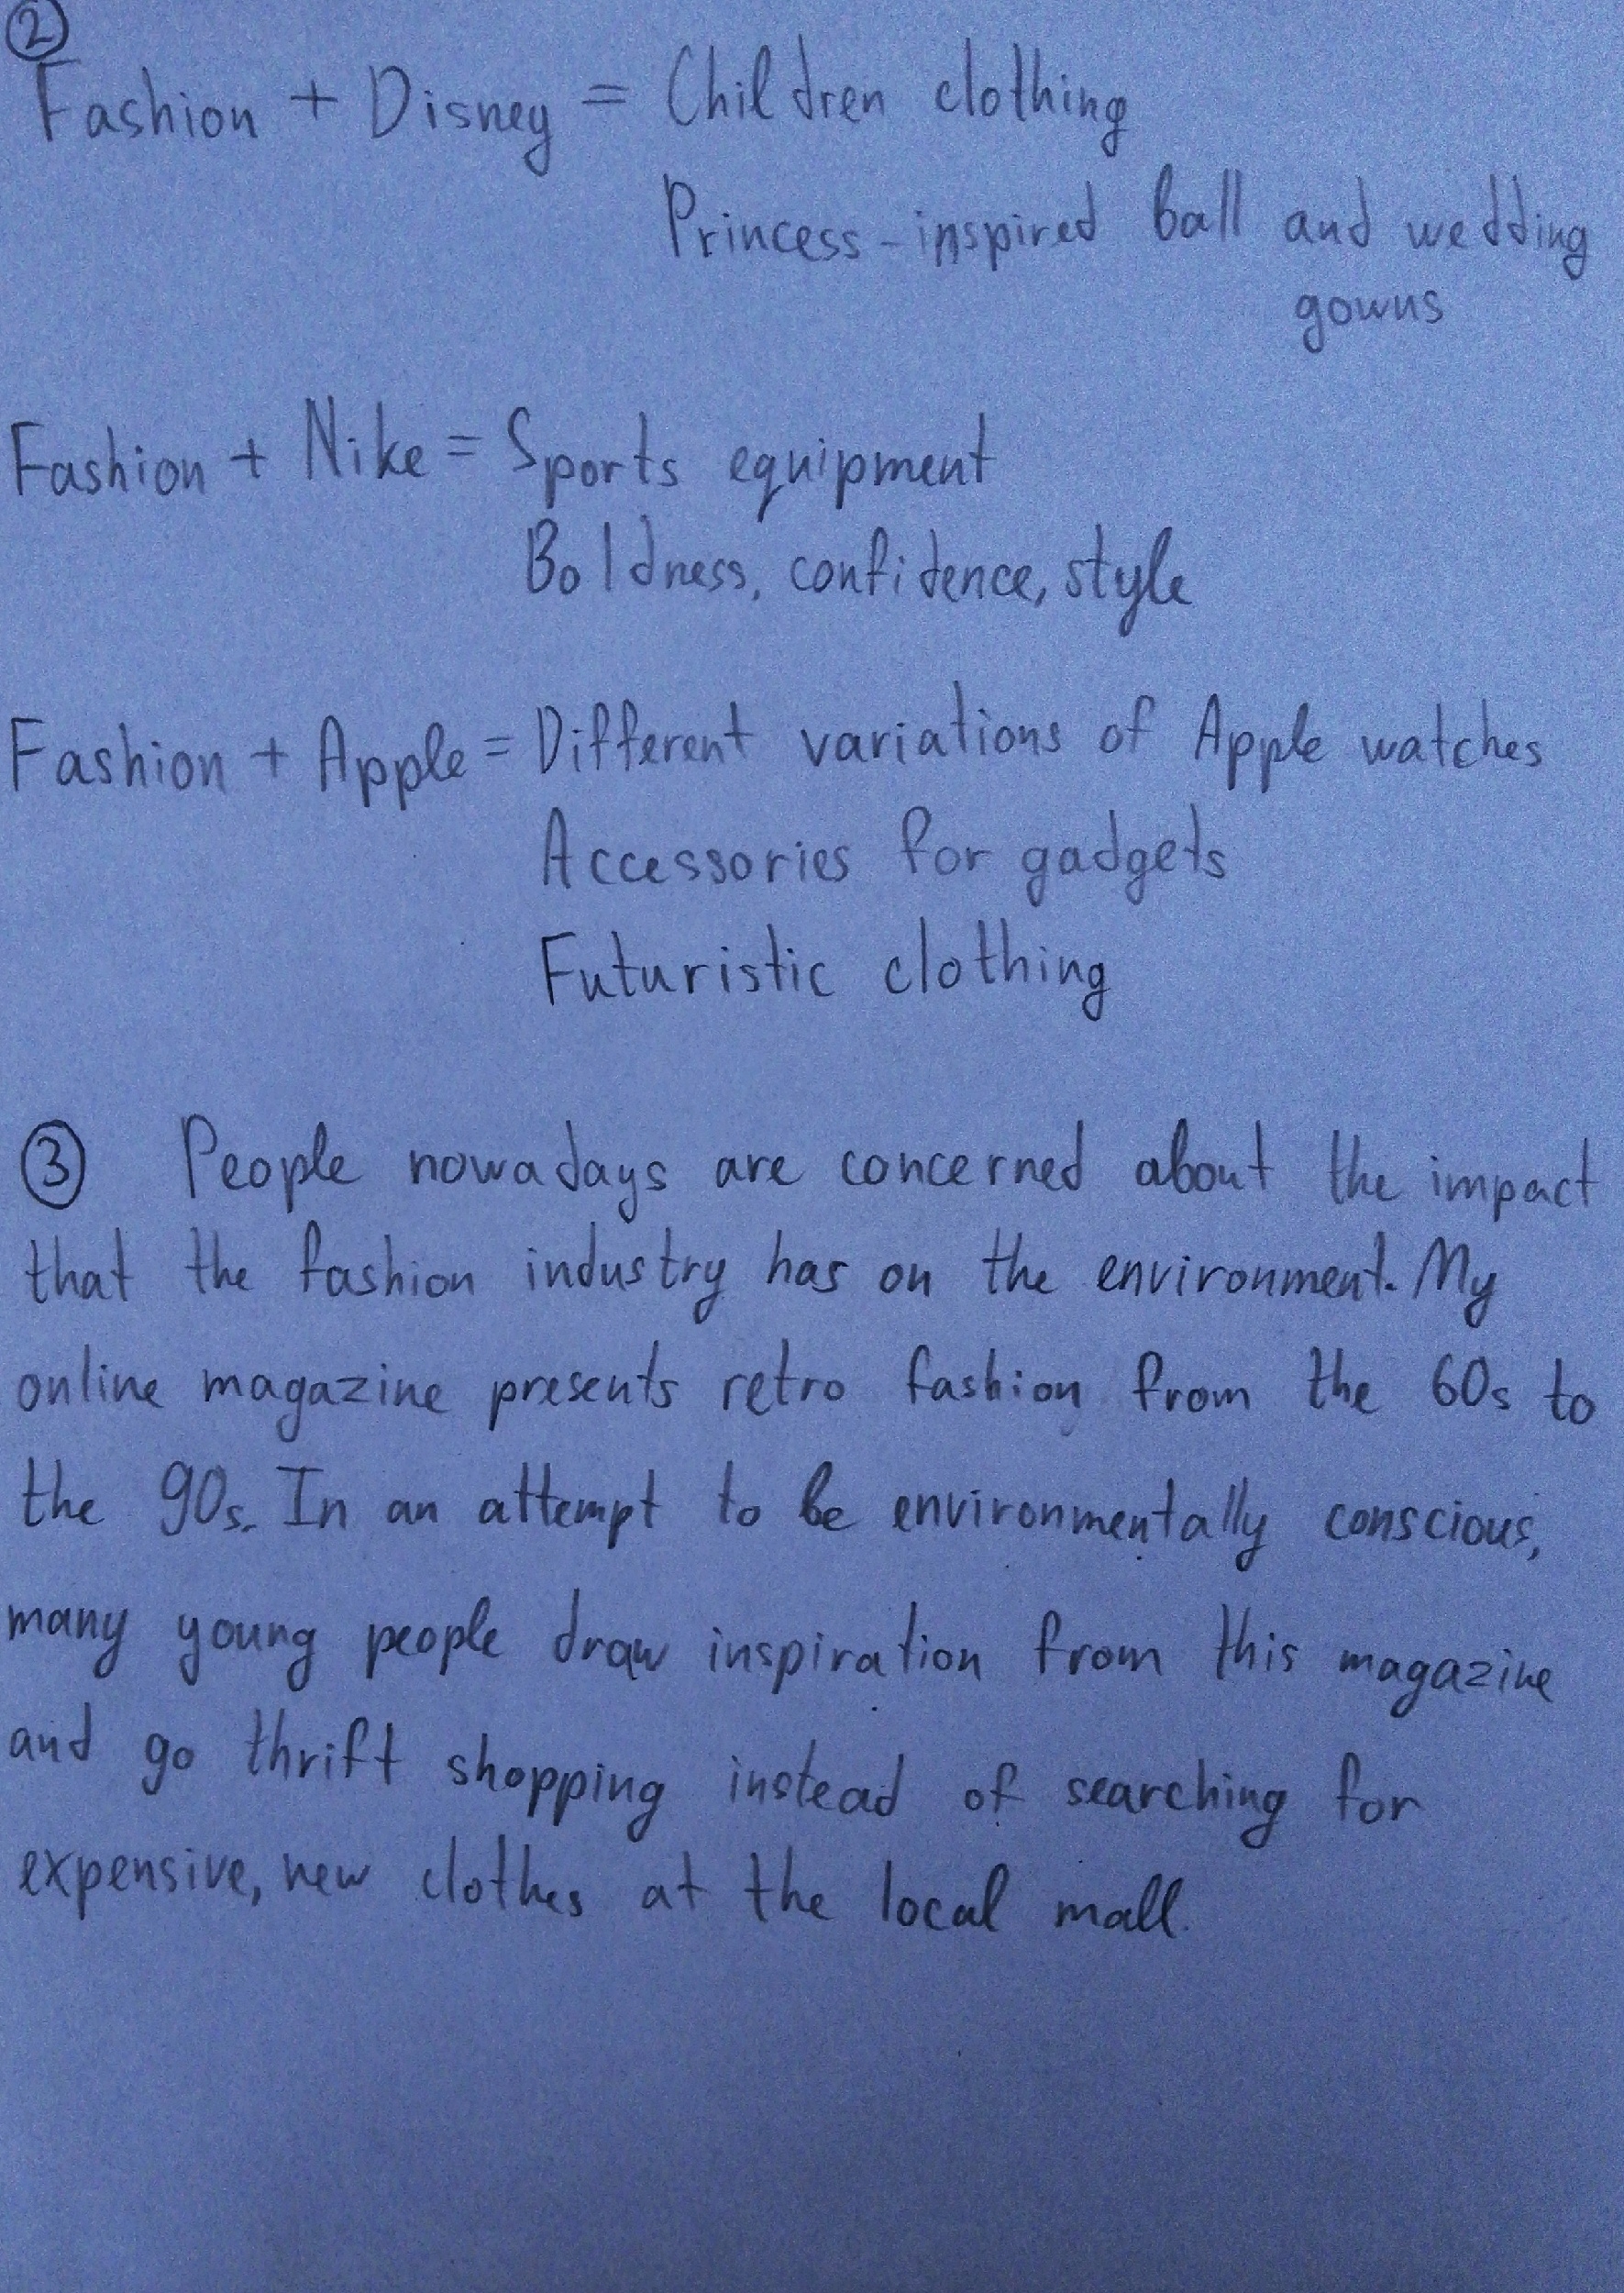 ②
Fashion + Disney = Children clothing
Princess-inspired ball and wedding
gowns
Fashion + Nike = Sports equipment
Boldness, confidence, style
Fashion + Apple = Different variations of Apple watches
Accessories for gadgets
Futuristic clothing
③ People nowadays are concerned about the impact
that the fashion industry has on the environment. My
online magazine presents retro fashion from the 60s to
the 90s. In an attempt to be environmentally conscious,
many young people draw inspiration from this magazine
and go thrift shopping instead of searching for
expensive, new clothes at the local mall.